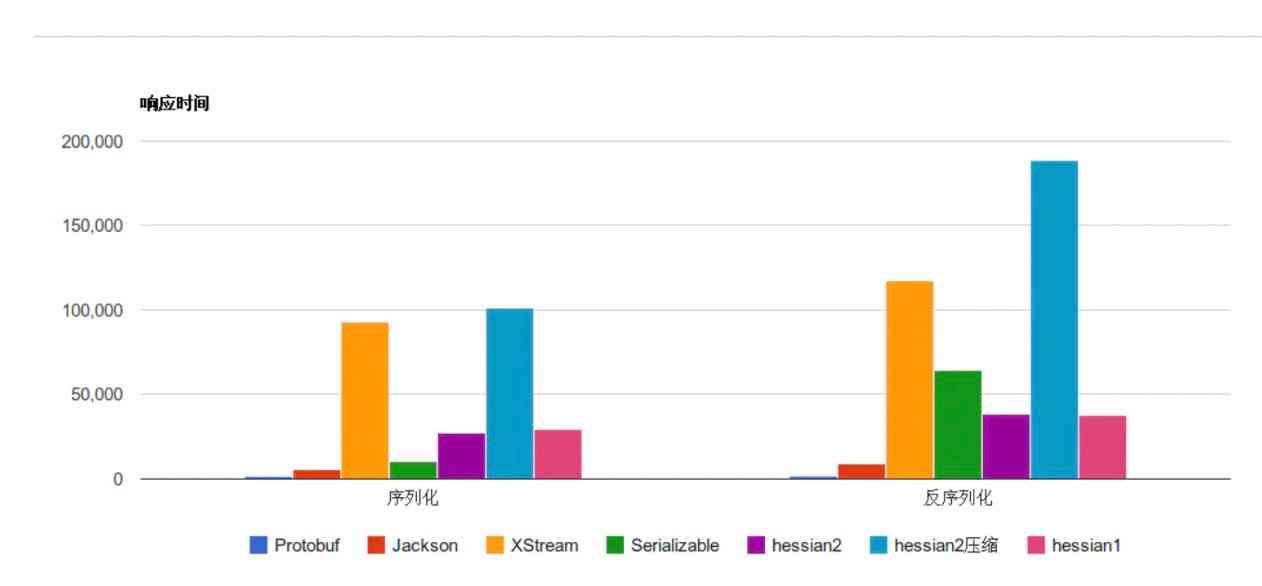 响应时间
200,000
150,000
100,000
50,000
0
序列化 反序列化
Protobuf Jackson XStream Serializable hessian2 hessian2压缩 hessian1